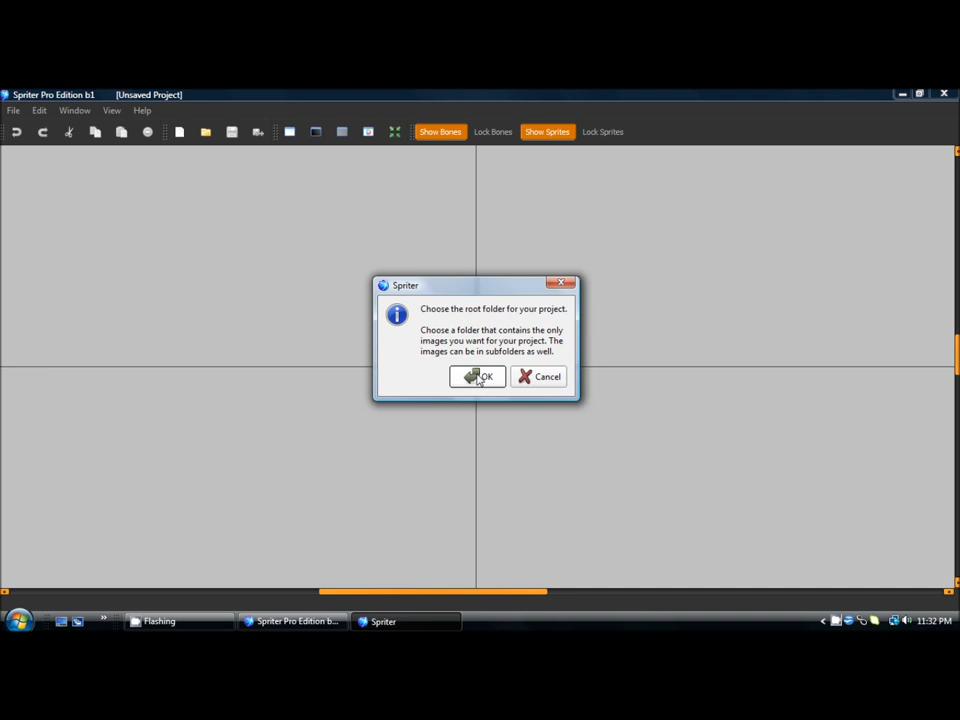 Spriter Pro Edition b1 [Unsaved Project]
File Edit Window View Help
Show Bones Lock Bones Show Sprites Lock Sprites
Spriter
Choose the root folder for your project.
Choose a folder that contains the only
images you want for your project. The
images can be in subfolders as well.
OK Cancel
Flashing Spriter Pro Edition b... Spriter 11:32 PM